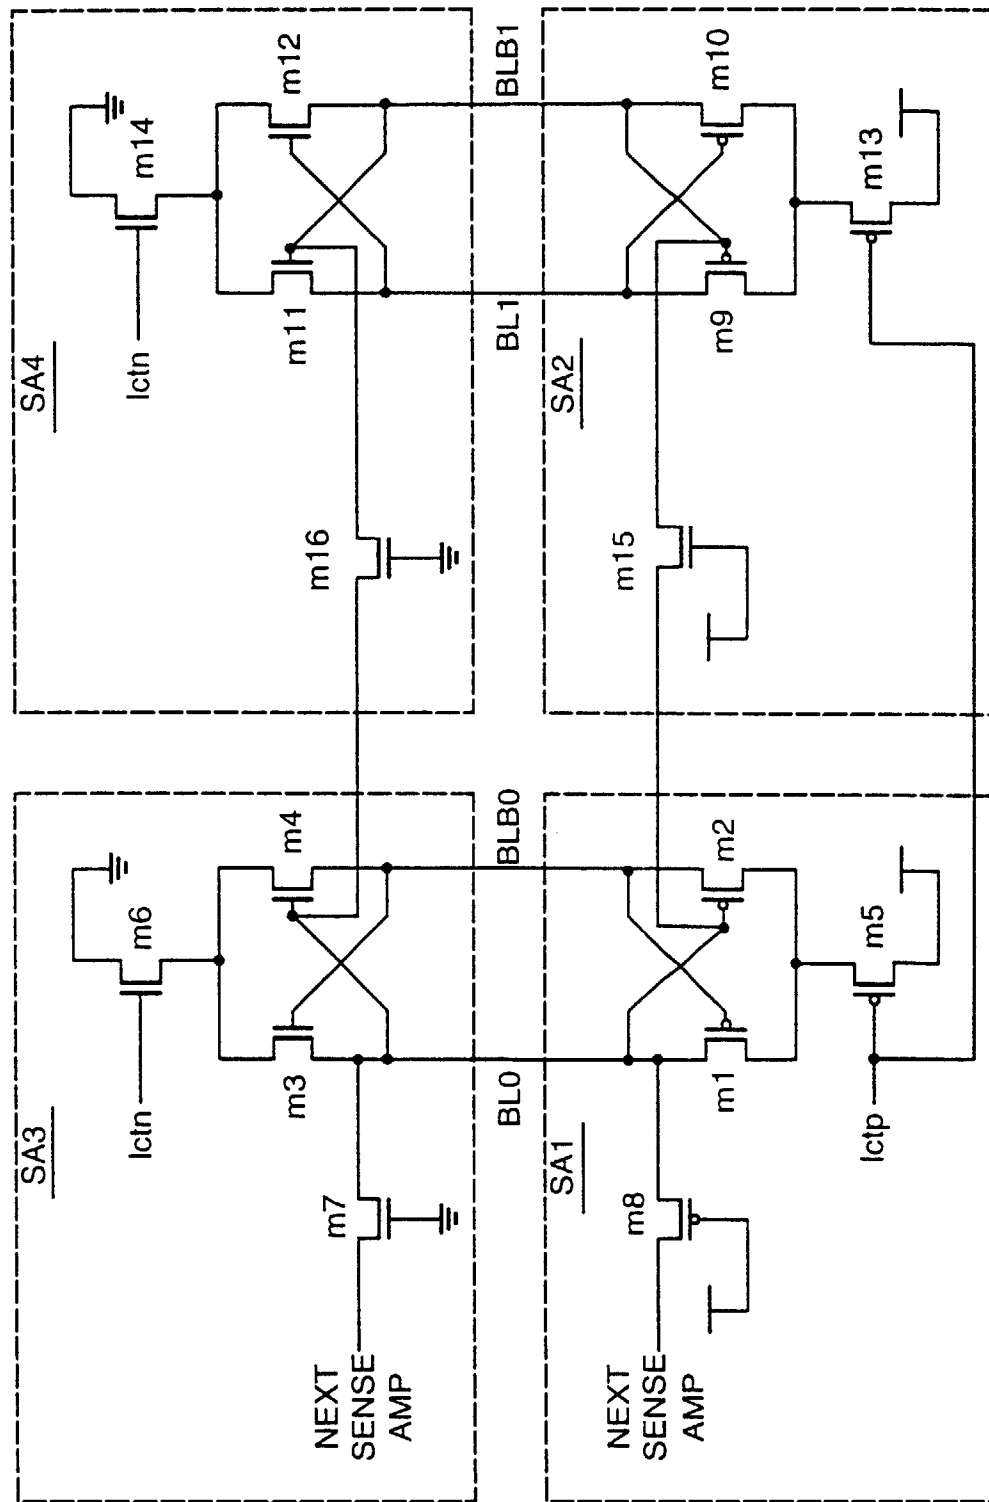 SA3
SA4
lctn
m6
lctn
m14
m3
m4
m11
m12
m7
m16
NEXT
SENSE
AMP
BL0
BLB0
BL1
BLB1
SA1
SA2
NEXT
SENSE
AMP
m8
m15
m1
m2
m9
m10
lctp
m5
m13